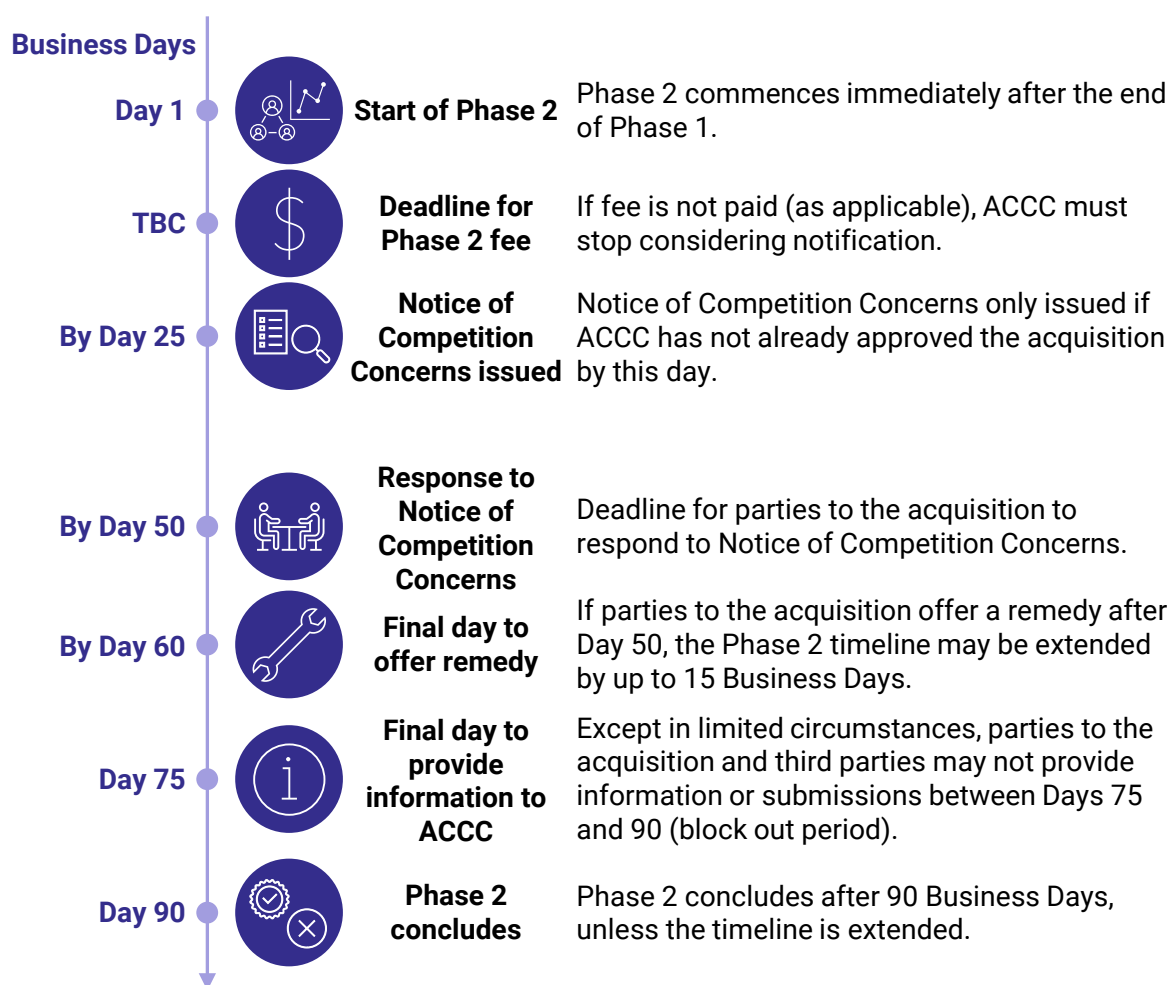 Business Days
Day 1
Start of Phase 2
Phase 2 commences immediately after the end
of Phase 1.
TBC
Deadline for
Phase 2 fee
If fee is not paid (as applicable), ACCC must
stop considering notification.
By Day 25
Notice of
Competition
Concerns issued
Notice of Competition Concerns only issued if
ACCC has not already approved the acquisition
by this day.
By Day 50
Response to
Notice of
Competition
Concerns
Deadline for parties to the acquisition to
respond to Notice of Competition Concerns.
By Day 60
Final day to
offer remedy
If parties to the acquisition offer a remedy after
Day 50, the Phase 2 timeline may be extended
by up to 15 Business Days.
Day 75
Final day to
provide
information to
ACCC
Except in limited circumstances, parties to the
acquisition and third parties may not provide
information or submissions between Days 75
and 90 (block out period).
Day 90
Phase 2
concludes
Phase 2 concludes after 90 Business Days,
unless the timeline is extended.